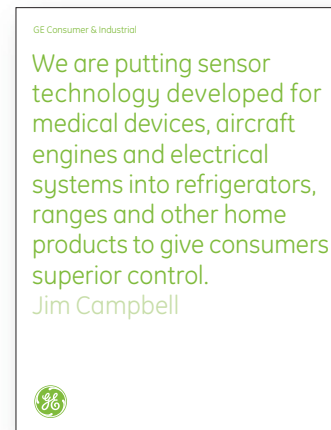 GE Consumer & Industrial
We are putting sensor
technology developed for
medical devices, aircraft
engines and electrical
systems into refrigerators,
ranges and other home
products to give consumers
superior control.
Jim Campbell
GE